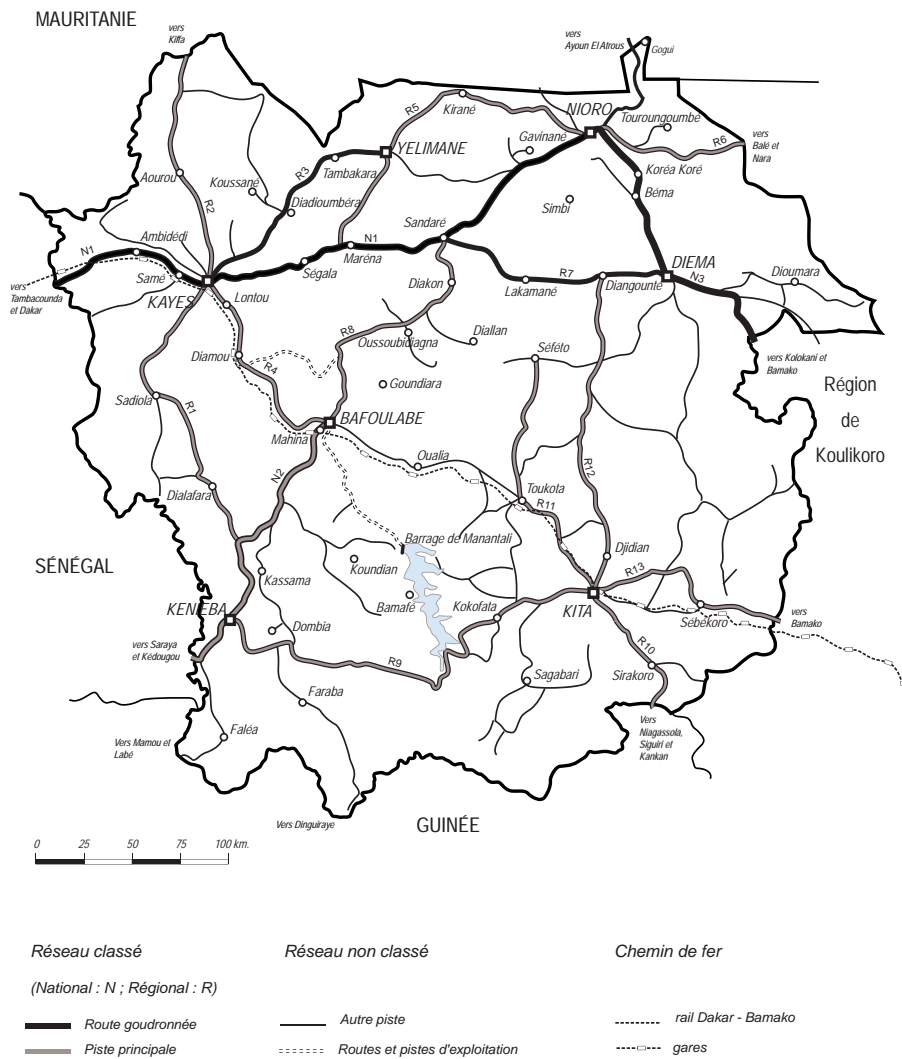 MAURITANIE
vers
Kiffa
vers
Ayoun El Atrous
Gogui
Kirané
R5
NIORO
Touroungoumbé
R6
vers
Balé et
Nara
YELIMANE
Gavinané
Tambakara
R3
Koréa Koré
Aourou
Koussané
R2
Diadioumbéra
Béma
Simbi
Sandaré
Ambidédi
N1
N1
Maréna
Ségala
DIEMA
Samé
vers
Tambacounda
et Dakar
KAYES
Lontou
Diakon
R7
Lakamané
Diangounte
N3
Dioumara
R8
Oussoubidiagna
Diallan
Diamou
R4
Séféto
vers Kolokani et
Bamako
Goundiara
Région
de
Koulikoro
Sadiola
R1
BAFOULABE
Mahina
Oualia
N2
R12
Dialafara
Toukota
R11
SÉNÉGAL
Barrage de Manantali
Koundian
Djidian
R13
Kassama
Bamafé
Kokofata
KITA
KENIEBA
Sébékoro
vers
Bamako
Dombia
vers Saraya
et Kédougou
R9
R10
Sagabari
Sirakoro
Faraba
Faléa
Vers
Niagassola,
Siguiri et
Kankan
Vers Mamou et
Labé
Vers Dinguiraye
GUINÉE
0 25 50 75 100 km.
Réseau classé
Réseau non classé
Chemin de fer
(National : N ; Régional : R)
Route goudronnée
Autre piste
rail Dakar - Bamako
Piste principale
Routes et pistes d'exploitation
gares